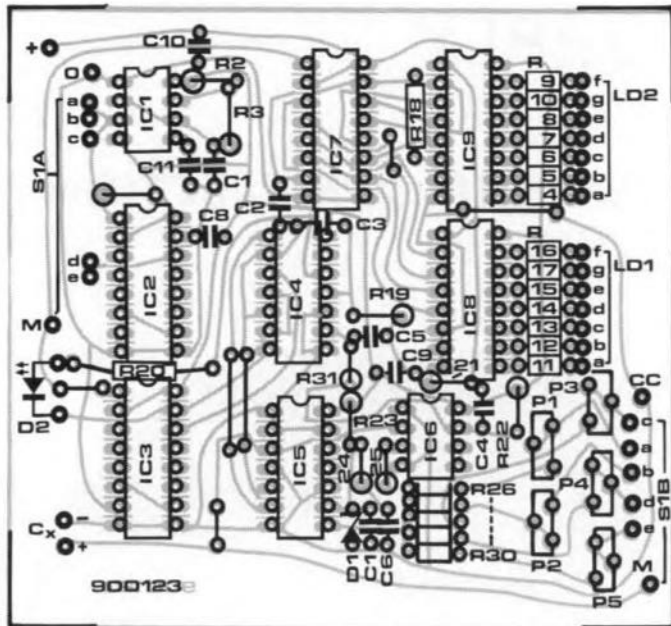 +
C10
O
R2
R
a
9
f
b
10
g
c
8
e
LD2
IC1
R3
IC7
R18
IC9
7
d
6
c
5
b
4
a
S1A
C11
C1
C2
C8
C3
R
16
f
17
g
15
e
LD1
14
d
13
c
12
b
11
a
d
e
IC2
IC4
IC8
R19
C5
M
R20
R31
C9
21
P3
CC
D2
R23
IC6
C4
R22
P1
c
a
b
IC3
IC5
24
25
R26
P4
d
S1B
Cx
-
+
D1
C1
C6
R30
P2
e
M
P5
900123